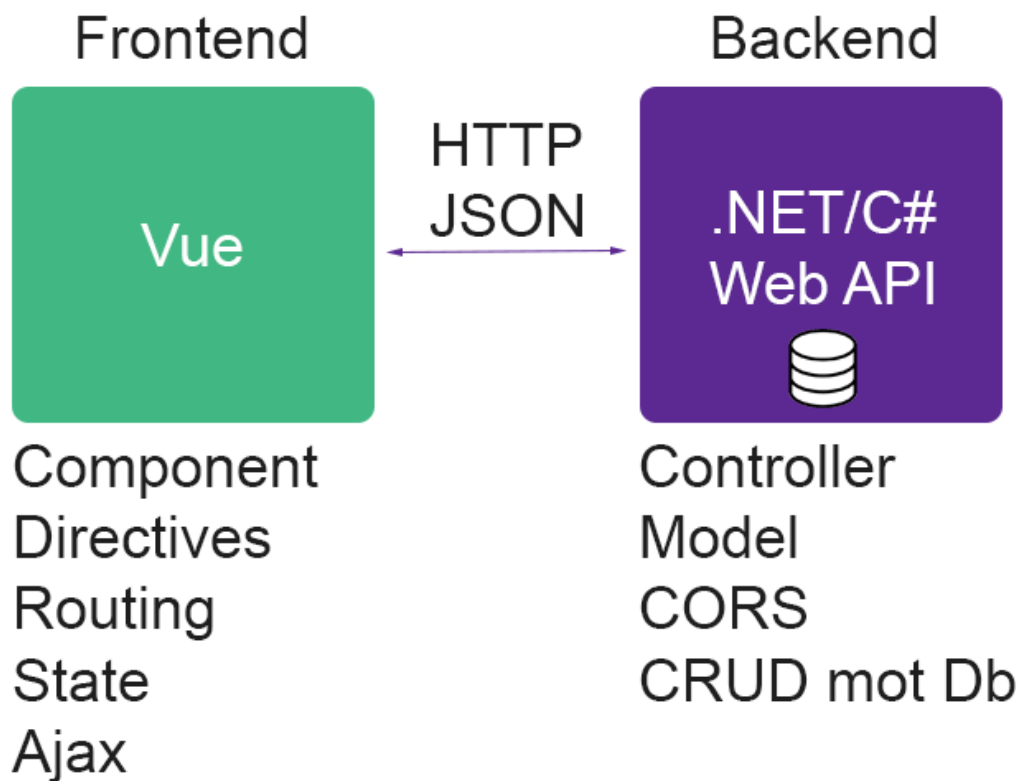 Frontend
Vue
Component
Directives
Routing
State
Ajax
HTTP
JSON
Backend
.NET/C#
Web API
Controller
Model
CORS
CRUD mot Db